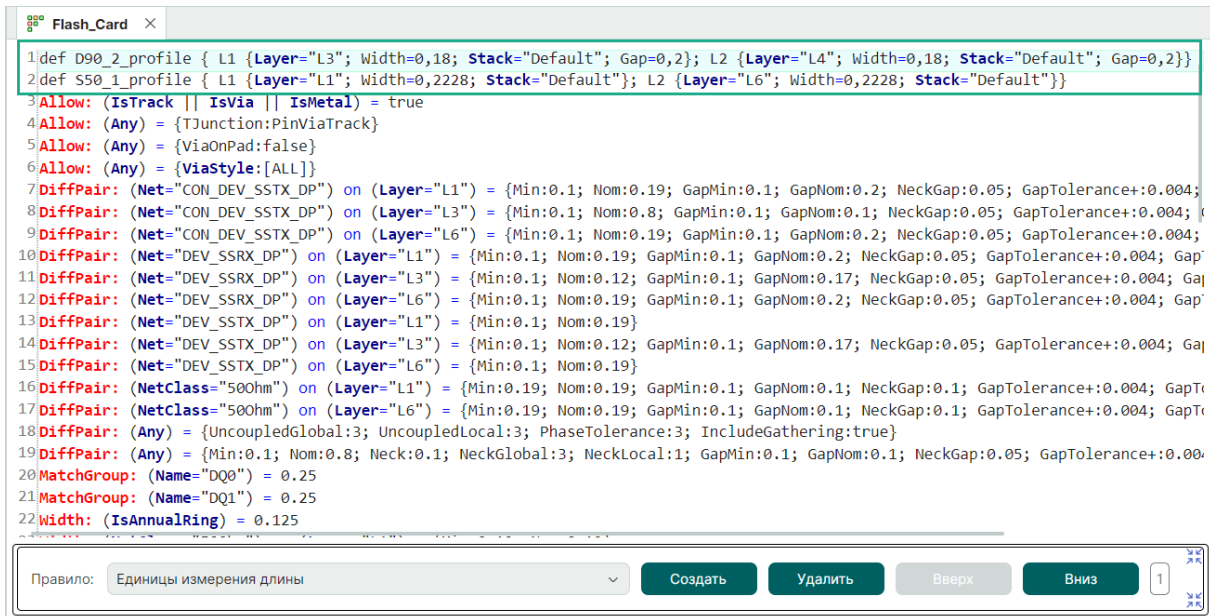 Flash_Card ×
1 def D90_2_profile { L1 {Layer="L3"; Width=0,18; Stack="Default"; Gap=0,2}; L2 {Layer="L4"; Width=0,18; Stack="Default"; Gap=0,2}}
2 def S50_1_profile { L1 {Layer="L1"; Width=0,2228; Stack="Default"}; L2 {Layer="L6"; Width=0,2228; Stack="Default"}}
3 Allow: (IsTrack || IsVia || IsMetal) = true
4 Allow: (Any) = {TJunction:PinViaTrack}
5 Allow: (Any) = {ViaOnPad:false}
6 Allow: (Any) = {ViaStyle:[ALL]}
7 DiffPair: (Net="CON_DEV_SSTX_DP") on (Layer="L1") = {Min:0.1; Nom:0.19; GapMin:0.1; GapNom:0.2; NeckGap:0.05; GapTolerance+:0.004;
8 DiffPair: (Net="CON_DEV_SSTX_DP") on (Layer="L3") = {Min:0.1; Nom:0.8; GapMin:0.1; GapNom:0.1; NeckGap:0.05; GapTolerance+:0.004;
9 DiffPair: (Net="CON_DEV_SSTX_DP") on (Layer="L6") = {Min:0.1; Nom:0.19; GapMin:0.1; GapNom:0.2; NeckGap:0.05; GapTolerance+:0.004;
10 DiffPair: (Net="DEV_SSRX_DP") on (Layer="L1") = {Min:0.1; Nom:0.19; GapMin:0.1; GapNom:0.2; NeckGap:0.05; GapTolerance+:0.004; Gap
11 DiffPair: (Net="DEV_SSRX_DP") on (Layer="L3") = {Min:0.1; Nom:0.12; GapMin:0.1; GapNom:0.17; NeckGap:0.05; GapTolerance+:0.004; Ga
12 DiffPair: (Net="DEV_SSRX_DP") on (Layer="L6") = {Min:0.1; Nom:0.19; GapMin:0.1; GapNom:0.2; NeckGap:0.05; GapTolerance+:0.004; Gap
13 DiffPair: (Net="DEV_SSTX_DP") on (Layer="L1") = {Min:0.1; Nom:0.19}
14 DiffPair: (Net="DEV_SSTX_DP") on (Layer="L3") = {Min:0.1; Nom:0.12; GapMin:0.1; GapNom:0.17; NeckGap:0.05; GapTolerance+:0.004; Ga
15 DiffPair: (Net="DEV_SSTX_DP") on (Layer="L6") = {Min:0.1; Nom:0.19}
16 DiffPair: (NetClass="50Ohm") on (Layer="L1") = {Min:0.19; Nom:0.19; GapMin:0.1; GapNom:0.1; NeckGap:0.1; GapTolerance+:0.004; GapTo
17 DiffPair: (NetClass="50Ohm") on (Layer="L6") = {Min:0.19; Nom:0.19; GapMin:0.1; GapNom:0.1; NeckGap:0.1; GapTolerance+:0.004; GapTo
18 DiffPair: (Any) = {UncoupledGlobal:3; UncoupledLocal:3; PhaseTolerance:3; IncludeGathering:true}
19 DiffPair: (Any) = {Min:0.1; Nom:0.8; Neck:0.1; NeckGlobal:3; NeckLocal:1; GapMin:0.1; GapNom:0.1; NeckGap:0.05; GapTolerance+:0.004
20 MatchGroup: (Name="DQ0") = 0.25
21 MatchGroup: (Name="DQ1") = 0.25
22 Width: (IsAnnualRing) = 0.125
Правило: Единицы измерения длины Создать Удалить Вверх Вниз 1